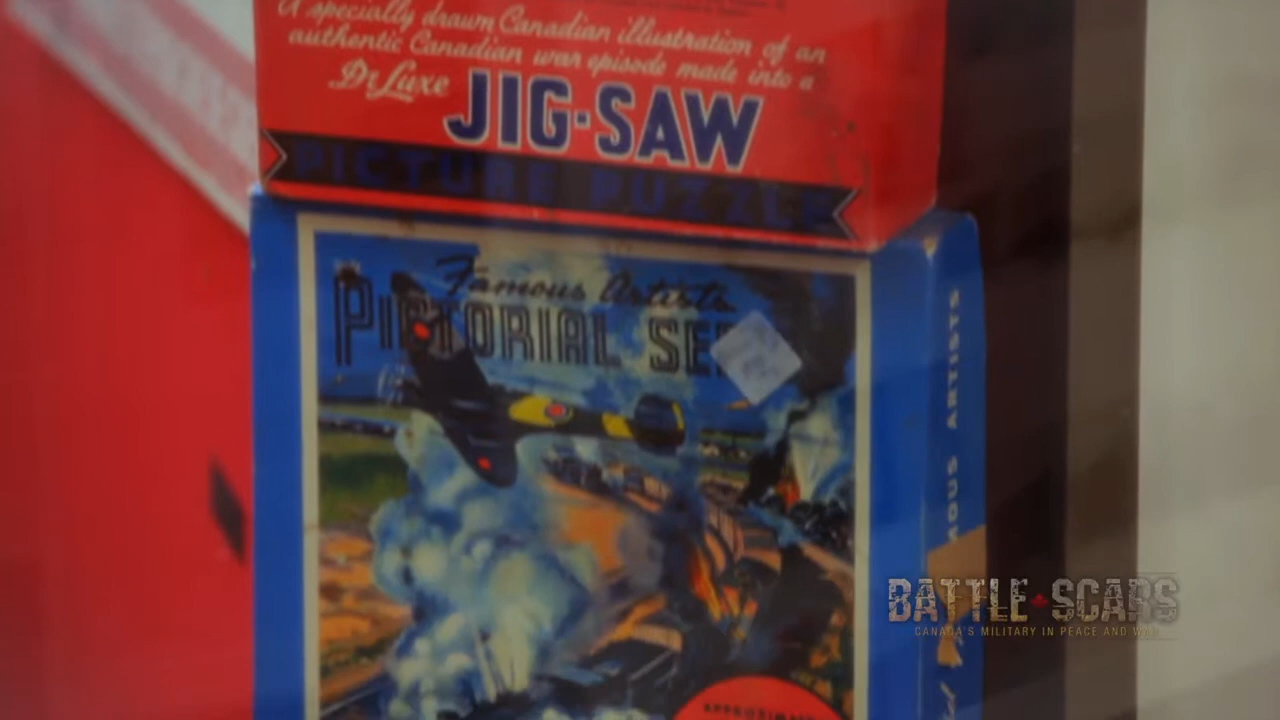 A specially drawn Canadian illustration of an
authentic Canadian war episode made into a
De Luxe JIG-SAW
PICTURE PUZZLE
Famous Artists
PICTORIAL SE
FAMOUS ARTISTS
BATTLE SCARS
CANADA'S MILITARY IN PEACE AND WAR